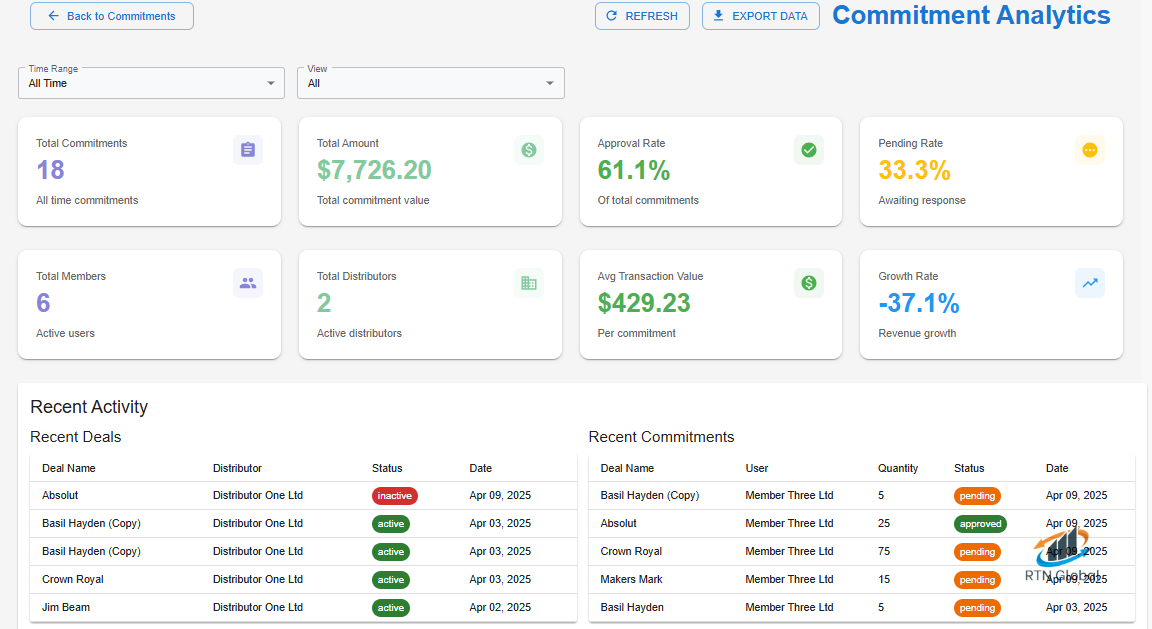 Back to Commitments
REFRESH
EXPORT DATA
Commitment Analytics
Time Range
All Time
View
All
Total Commitments
18
All time commitments
Total Amount
$7,726.20
Total commitment value
Approval Rate
61.1%
Of total commitments
Pending Rate
33.3%
Awaiting response
Total Members
6
Active users
Total Distributors
2
Active distributors
Avg Transaction Value
$429.23
Per commitment
Growth Rate
-37.1%
Revenue growth
Recent Activity
Recent Deals
Deal Name Distributor Status Date
Absolut Distributor One Ltd inactive Apr 09, 2025
Basil Hayden (Copy) Distributor One Ltd active Apr 03, 2025
Basil Hayden (Copy) Distributor One Ltd active Apr 03, 2025
Crown Royal Distributor One Ltd active Apr 03, 2025
Jim Beam Distributor One Ltd active Apr 02, 2025
Recent Commitments
Deal Name User Quantity Status Date
Basil Hayden (Copy) Member Three Ltd 5 pending Apr 09, 2025
Absolut Member Three Ltd 25 approved Apr 09, 2025
Crown Royal Member Three Ltd 75 pending Apr 09, 2025
Makers Mark Member Three Ltd 15 pending Apr 09, 2025
Basil Hayden Member Three Ltd 5 pending Apr 03, 2025
RTN Global